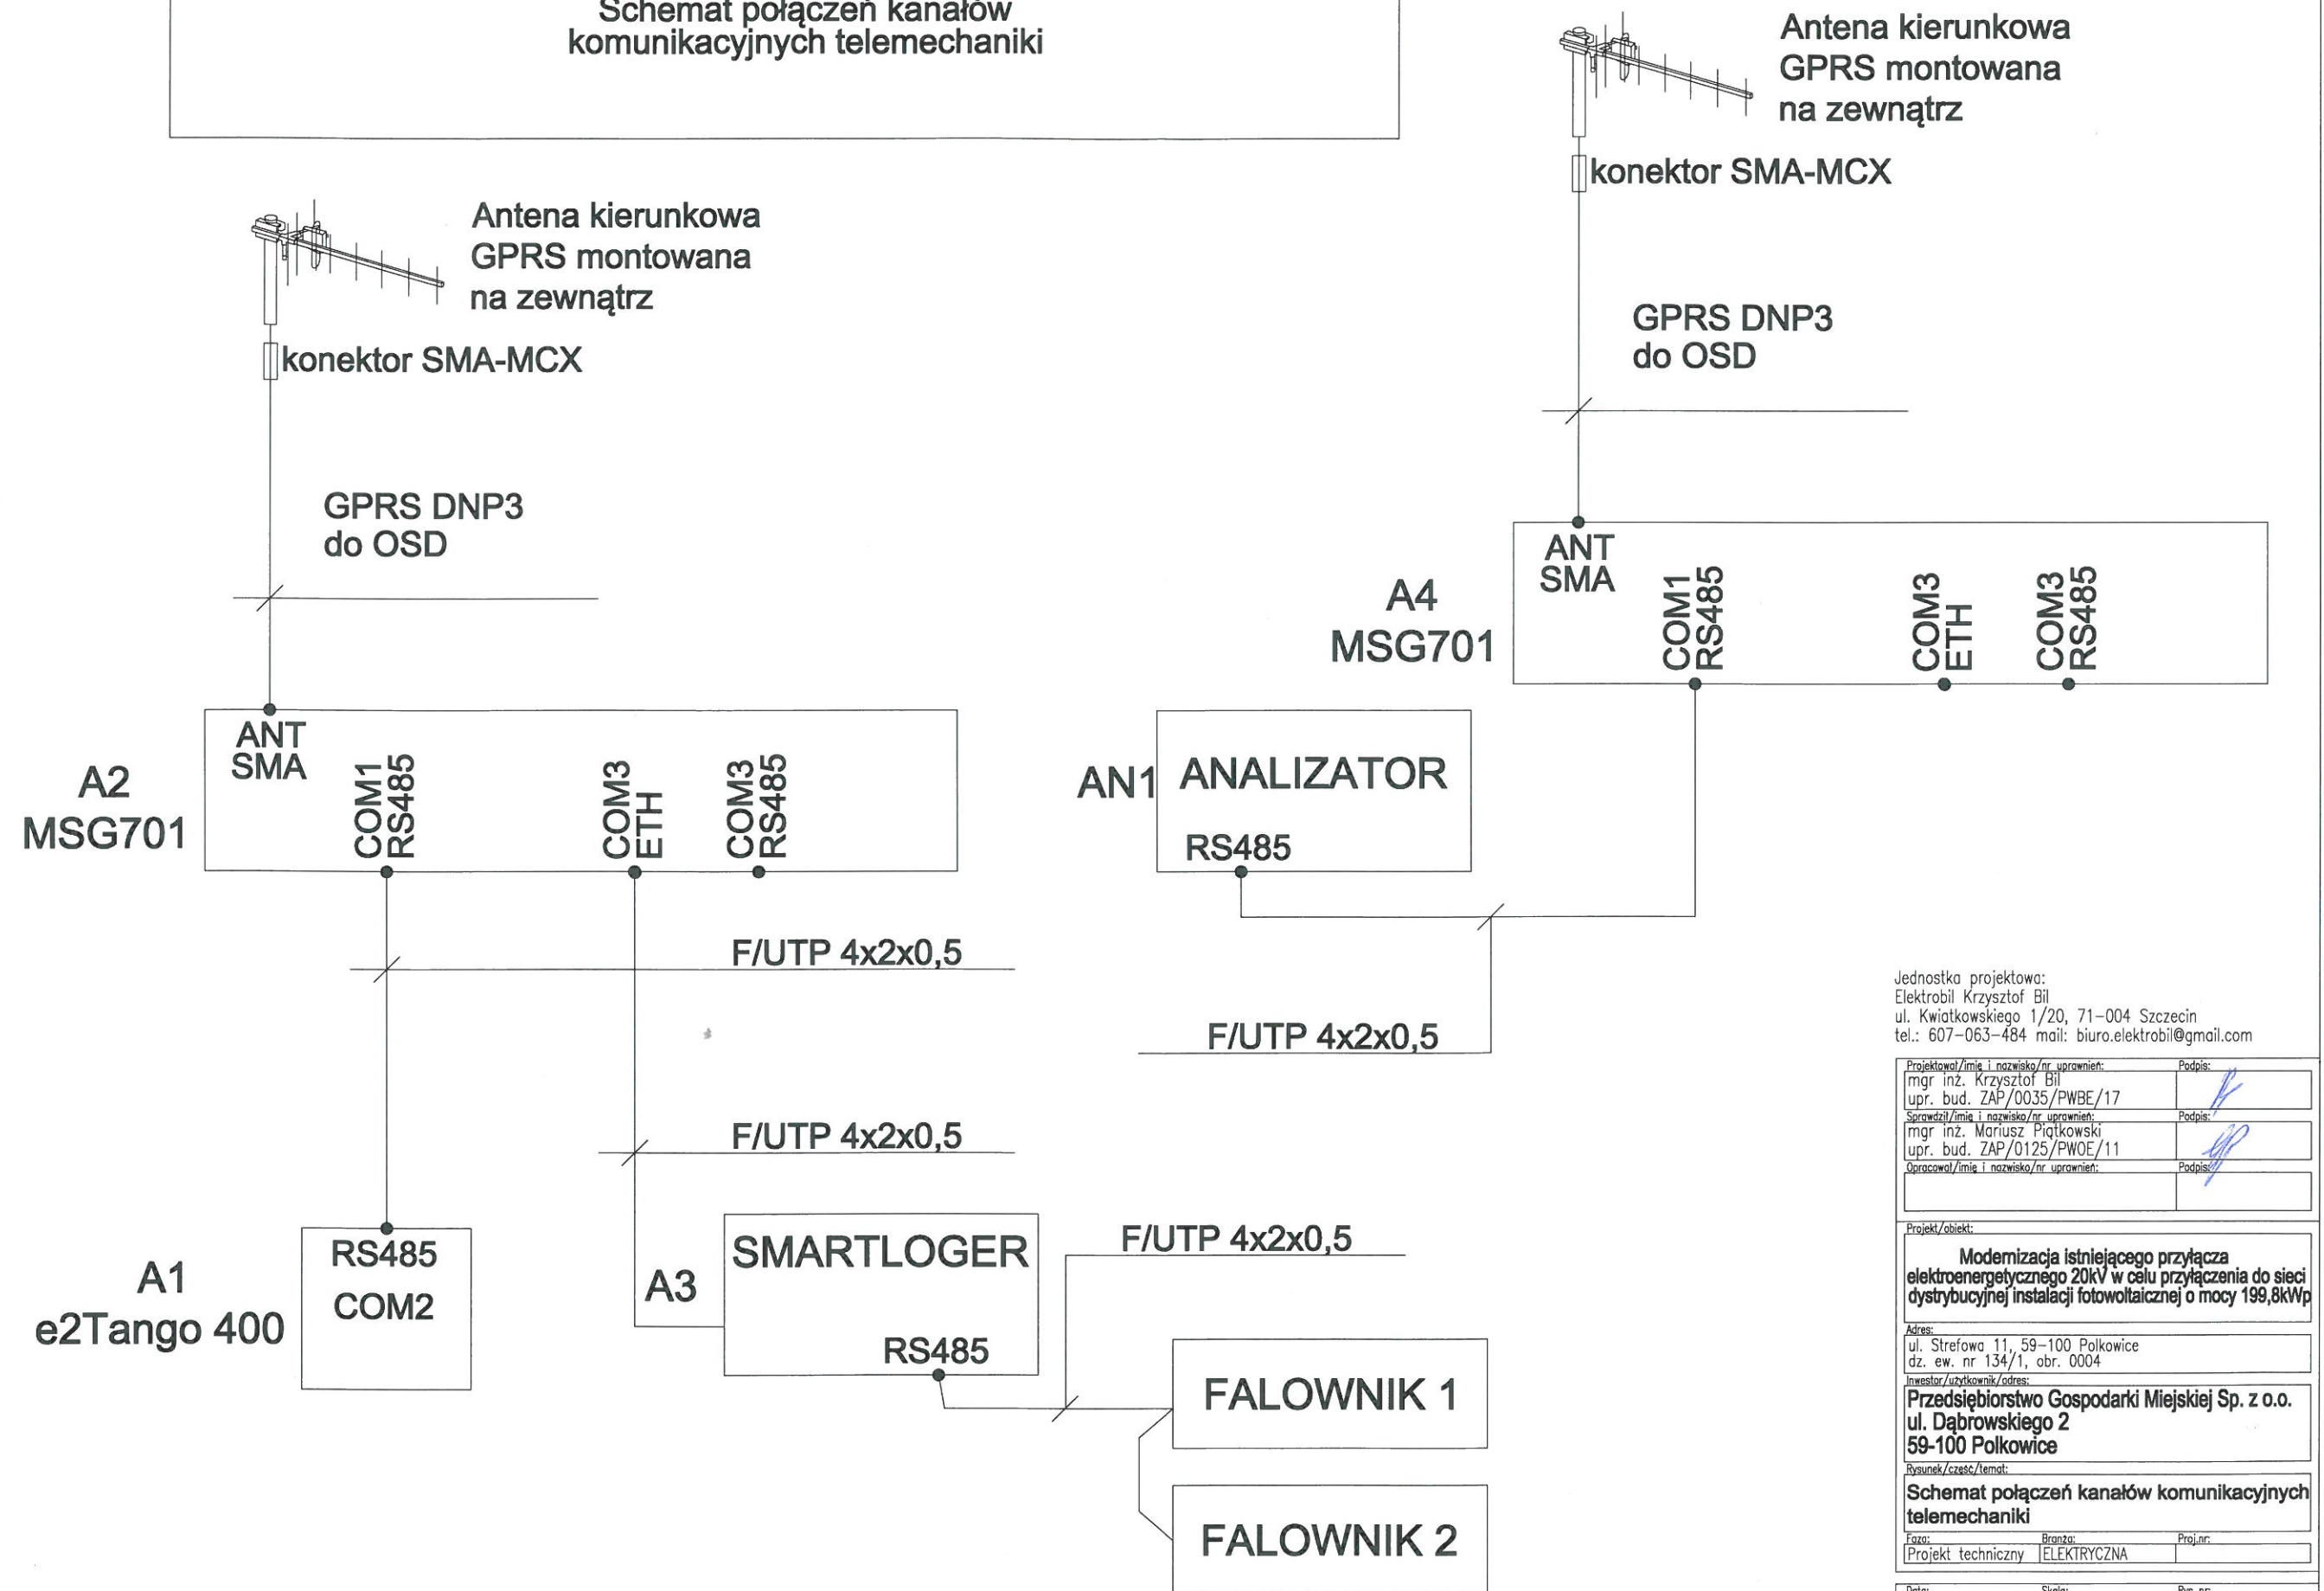 Schemat połączeń kanałów
komunikacyjnych telemechaniki
Antena kierunkowa
GPRS montowana
na zewnątrz
konektor SMA-MCX
GPRS DNP3
do OSD
ANT
SMA
COM1
RS485
COM3
ETH
COM3
RS485
A4
MSG701
Antena kierunkowa
GPRS montowana
na zewnątrz
konektor SMA-MCX
GPRS DNP3
do OSD
ANT
SMA
COM1
RS485
COM3
ETH
COM3
RS485
A2
MSG701
AN1
ANALIZATOR
RS485
F/UTP 4x2x0,5
F/UTP 4x2x0,5
F/UTP 4x2x0,5
A1
e2Tango 400
RS485
COM2
A3
SMARTLOGER
RS485
F/UTP 4x2x0,5
FALOWNIK 1
FALOWNIK 2
Jednostka projektowa:
Elektrobil Krzysztof Bil
ul. Kwiatkowskiego 1/20, 71-004 Szczecin
tel.: 607-063-484 mail: biuro.elektrobil@gmail.com
Projektował/imię i nazwisko/nr uprawnień: Podpis:
mgr inż. Krzysztof Bil
upr. bud. ZAP/0035/PWBE/17
Sprawdził/imię i nazwisko/nr uprawnień: Podpis:
mgr inż. Mariusz Piątkowski
upr. bud. ZAP/0125/PWOE/11
Opracował/imię i nazwisko/nr uprawnień: Podpis:
Projekt/obiekt:
Modernizacja istniejącego przyłącza
elektroenergetycznego 20kV w celu przyłączenia do sieci
dystrybucyjnej instalacji fotowoltaicznej o mocy 199,8kWp
Adres:
ul. Strefowa 11, 59-100 Polkowice
dz. ew. nr 134/1, obr. 0004
Inwestor/użytkownik/adres:
Przedsiębiorstwo Gospodarki Miejskiej Sp. z o.o.
ul. Dąbrowskiego 2
59-100 Polkowice
Rysunek/część/temat:
Schemat połączeń kanałów komunikacyjnych
telemechaniki
Faza: Branża: Proj.nr:
Projekt techniczny ELEKTRYCZNA
Data: Skala: Rys. nr: